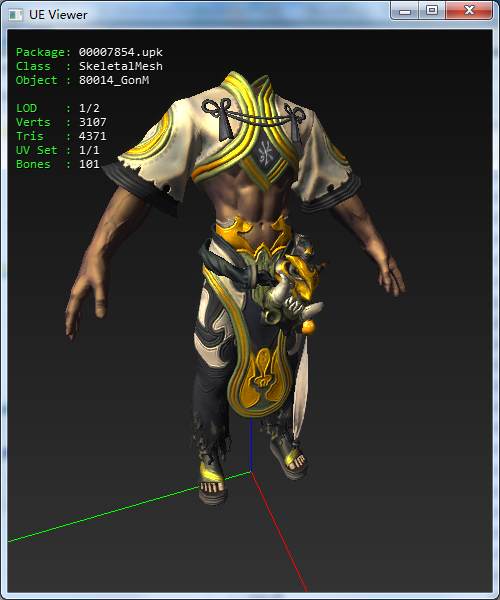 UE Viewer
Package: 00007854.upk
Class : SkeletalMesh
Object : 80014_GonM
LOD : 1/2
Verts : 3107
Tris : 4371
UV Set : 1/1
Bones : 101